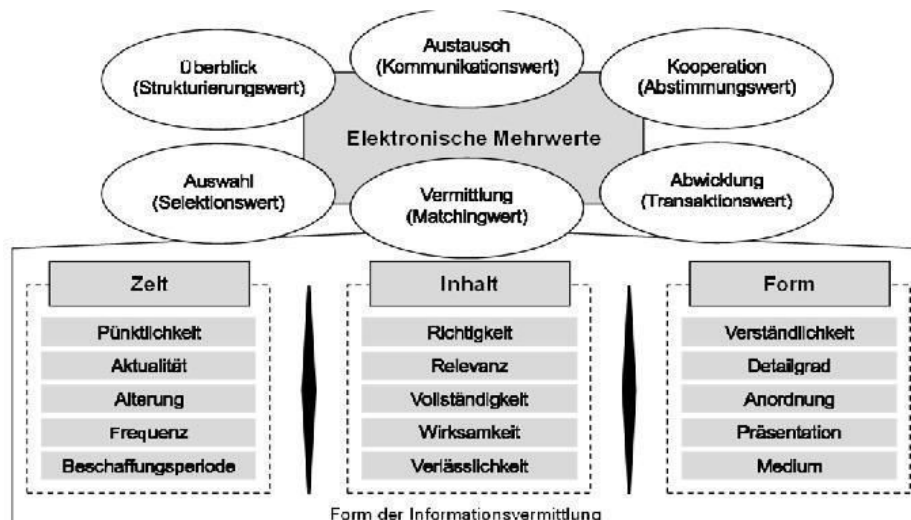 Überblick
(Strukturierungswert)
Austausch
(Kommunikationswert)
Kooperation
(Abstimmungswert)
Elektronische Mehrwerte
Auswahl
(Selektionswert)
Vermittlung
(Matchingwert)
Abwicklung
(Transaktionswert)
Zeit
Pünktlichkeit
Aktualität
Alterung
Frequenz
Beschaffungsperiode
Inhalt
Richtigkeit
Relevanz
Vollständigkeit
Wirksamkeit
Verlässlichkeit
Form
Verständlichkeit
Detailgrad
Anordnung
Präsentation
Medium
Form der Informationsvermittlung